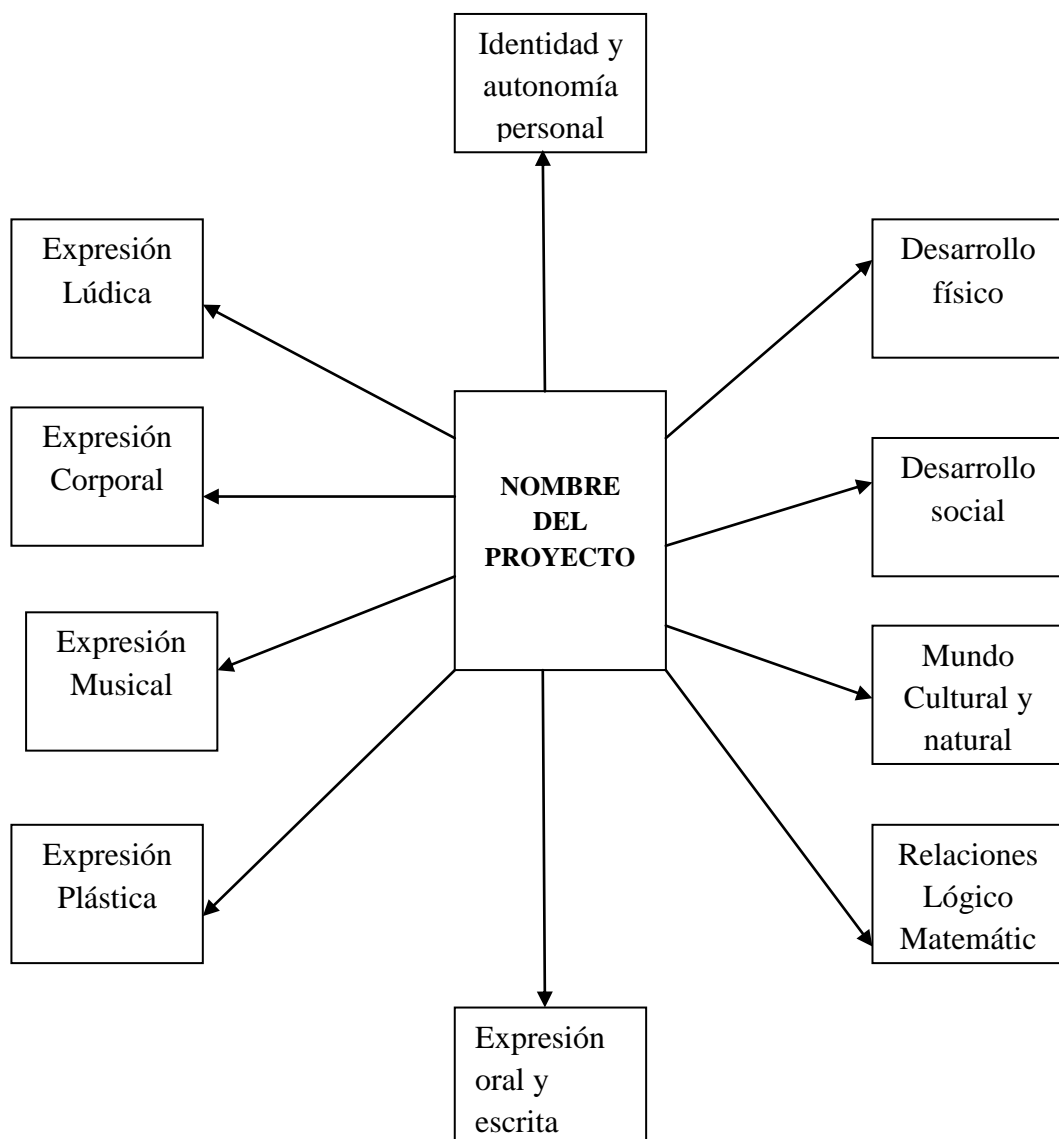 Identidad y
autonomía
personal
Expresión
Lúdica
Desarrollo
físico
Expresión
Corporal
Desarrollo
social
NOMBRE
DEL
PROYECTO
Expresión
Musical
Mundo
Cultural y
natural
Expresión
Plástica
Relaciones
Lógico
Matemátic
Expresión
oral y
escrita